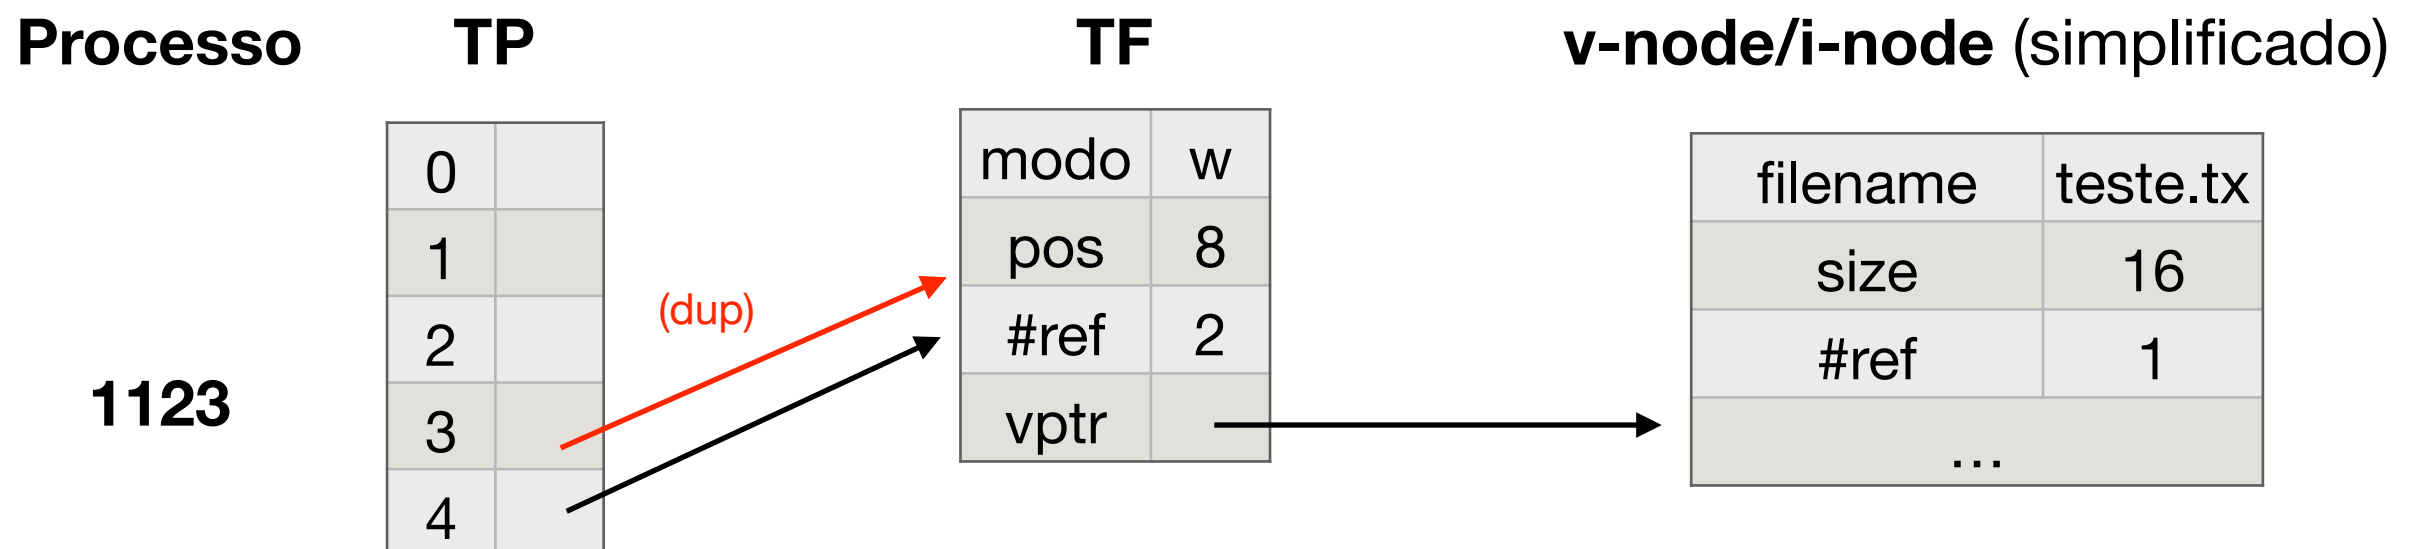 Processo TP TF v-node/i-node (simplificado)
0
1
2
3
4
(dup)
modo w
pos 8
#ref 2
vptr
filename teste.tx
size 16
#ref 1
...
1123